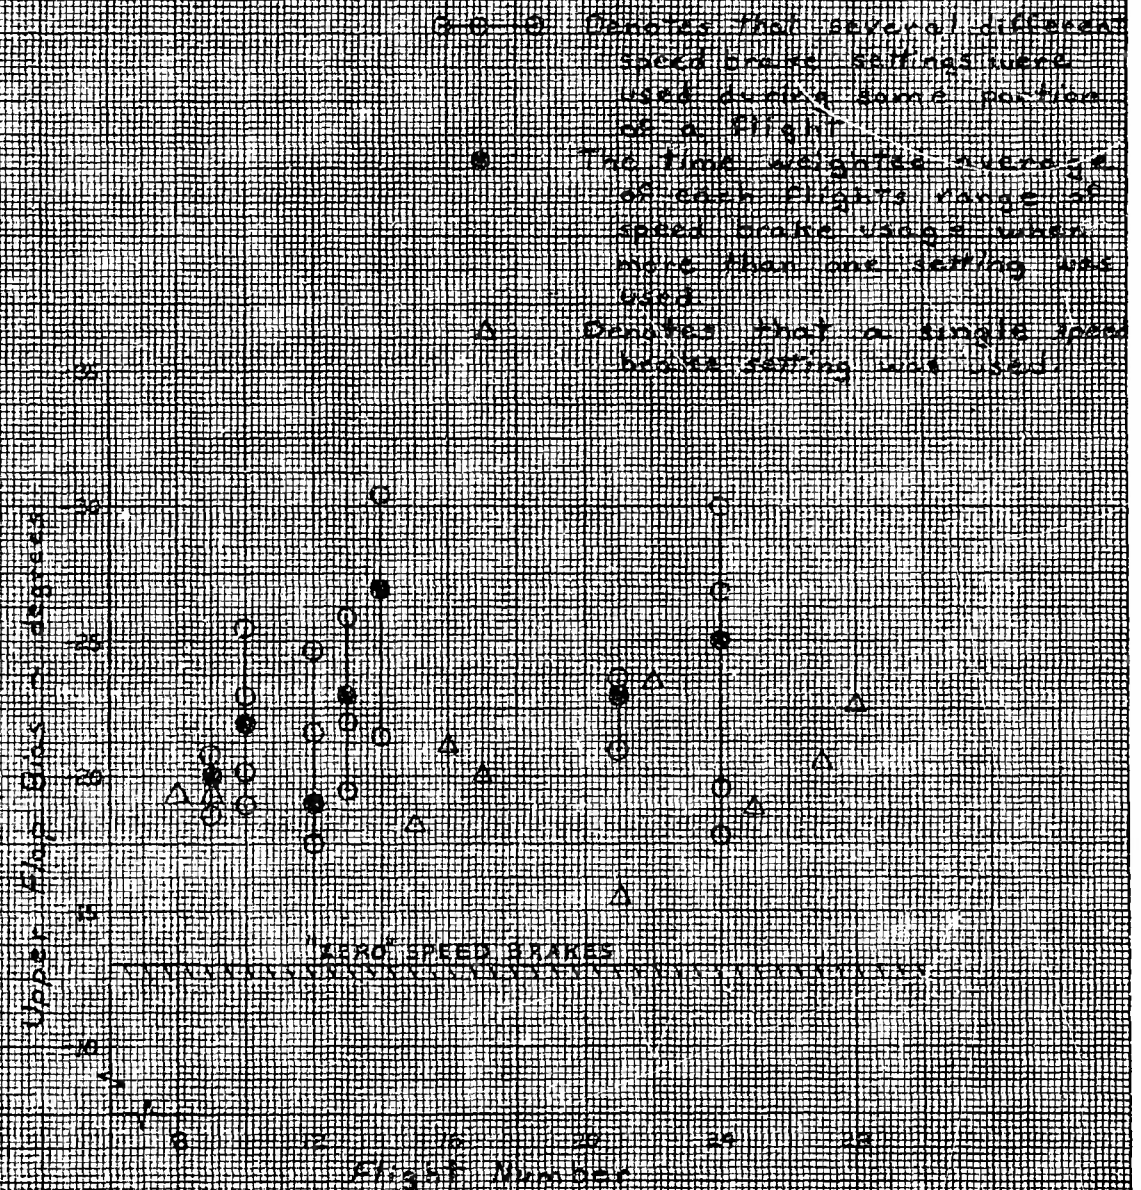 Denotes that several different
speed brake settings were
used during some portion
of a flight
The time weighted average
of each flights range of
speed brake usage when
more than one setting was
used.
Denotes that a single speed
brake setting was used.
-35
-30
-25
-20
-15
-10
Upper Flap Bias ~ degrees
"ZERO" SPEED BRAKES
8 12 16 20 24 28
Flight Number